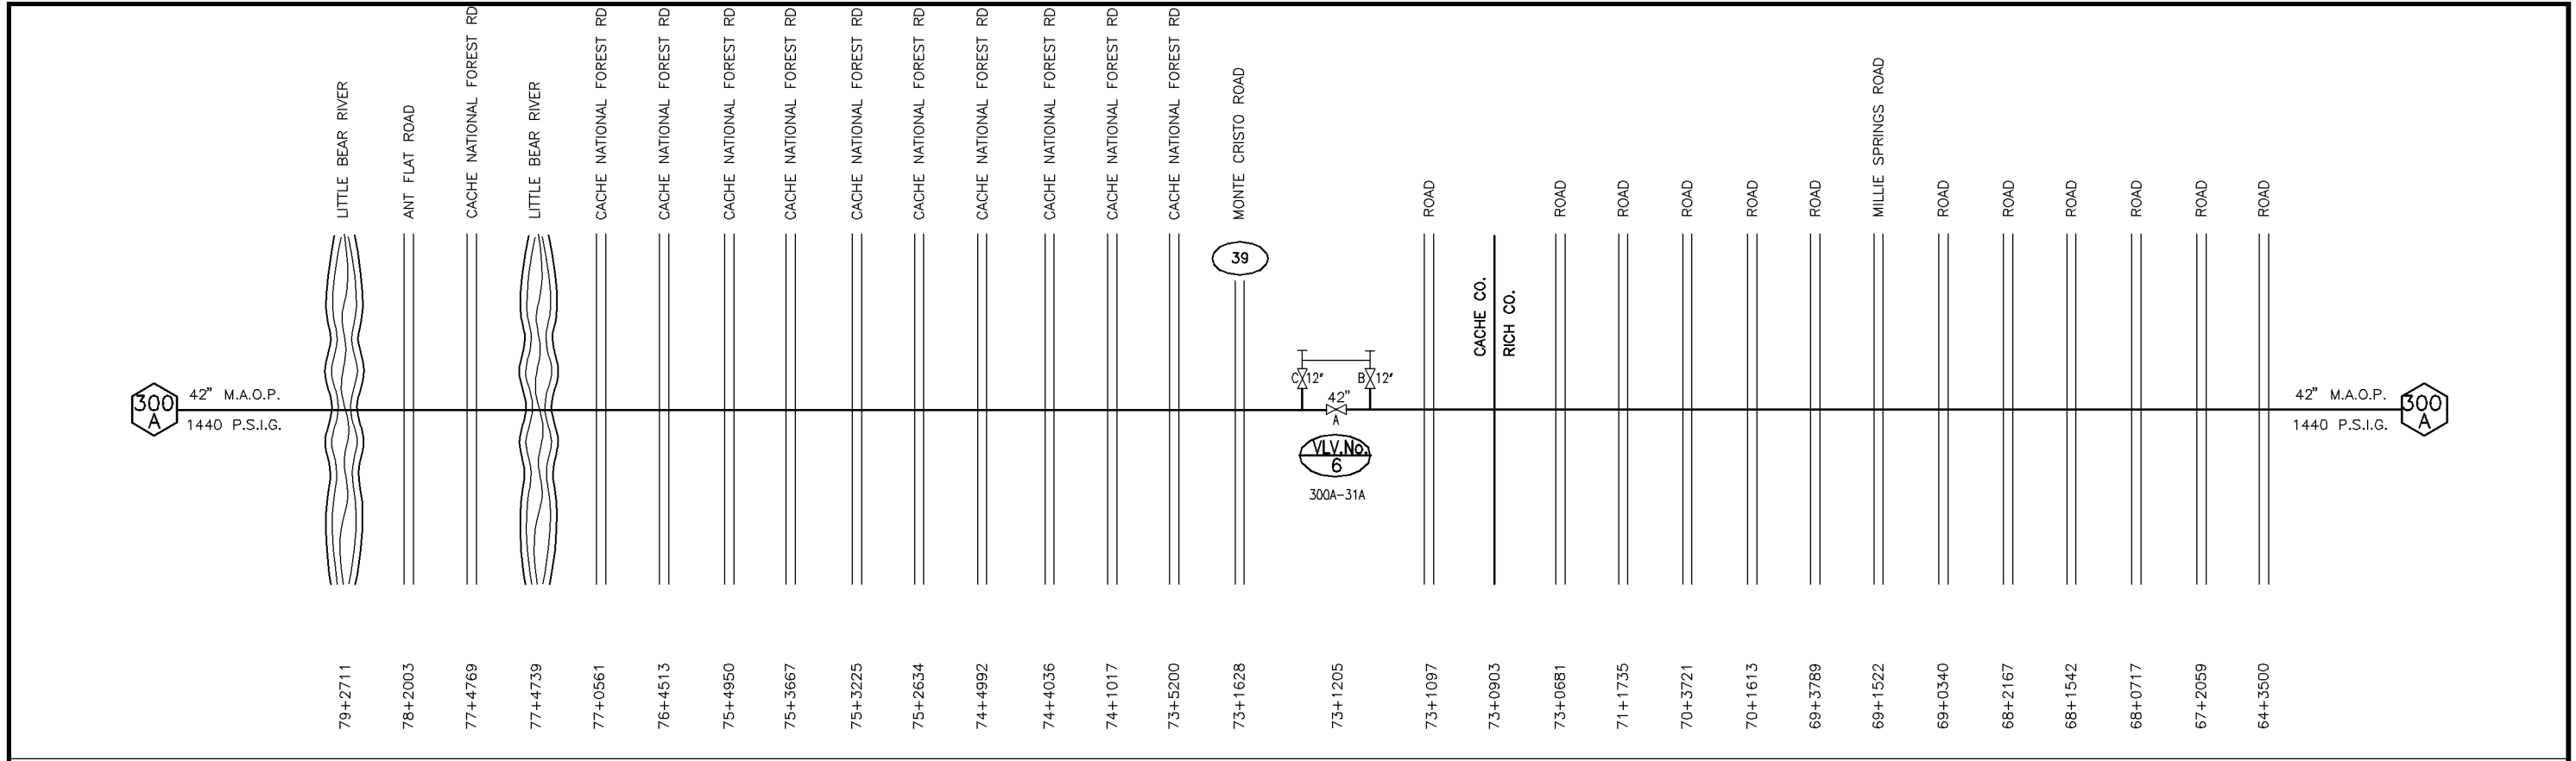 LITTLE BEAR RIVER
ANT FLAT ROAD
CACHE NATIONAL FOREST RD
LITTLE BEAR RIVER
CACHE NATIONAL FOREST RD
CACHE NATIONAL FOREST RD
CACHE NATIONAL FOREST RD
CACHE NATIONAL FOREST RD
CACHE NATIONAL FOREST RD
CACHE NATIONAL FOREST RD
CACHE NATIONAL FOREST RD
CACHE NATIONAL FOREST RD
CACHE NATIONAL FOREST RD
CACHE NATIONAL FOREST RD
MONTE CRISTO ROAD
ROAD
ROAD
ROAD
ROAD
ROAD
ROAD
MILLIE SPRINGS ROAD
ROAD
ROAD
ROAD
ROAD
ROAD
ROAD
39
CACHE CO.
RICH CO.
300
A
42" M.A.O.P.
1440 P.S.I.G.
C 12"
B 12"
42"
A
VLV.No.
6
300A-31A
42" M.A.O.P.
1440 P.S.I.G.
300
A
79+2711
78+2003
77+4769
77+4739
77+0561
76+4513
75+4950
75+3667
75+3225
75+2634
74+4992
74+4036
74+1017
73+5200
73+1628
73+1205
73+1097
73+0903
73+0681
71+1735
70+3721
70+1613
69+3789
69+1522
69+0340
68+2167
68+1542
68+0717
67+2059
64+3500